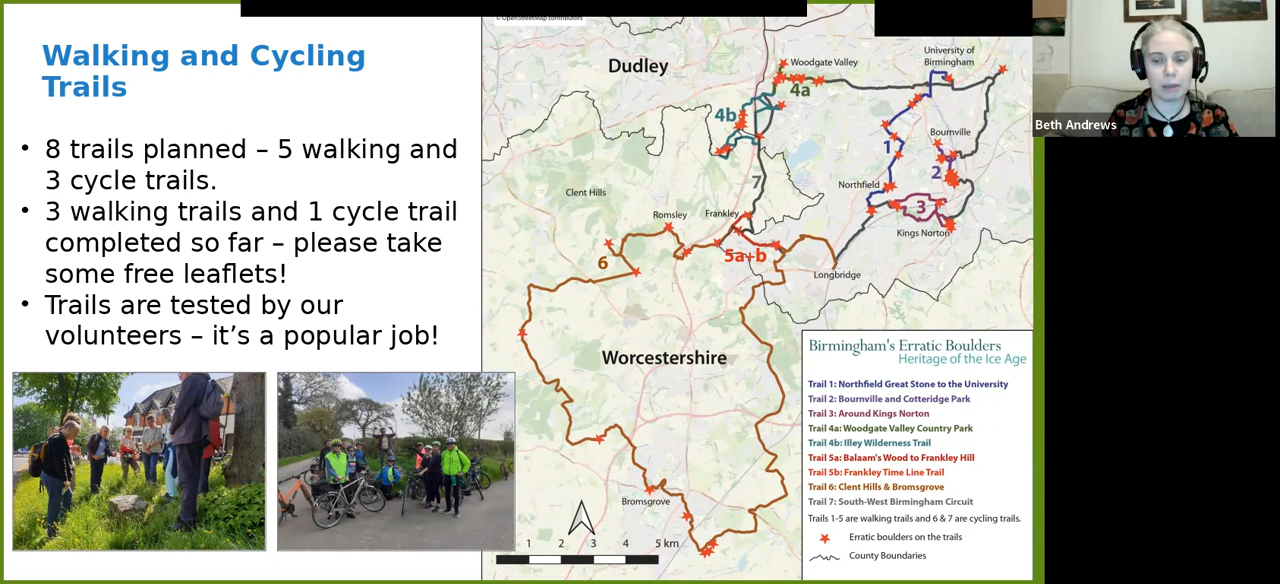 Walking and Cycling
Trails
• 8 trails planned – 5 walking and
3 cycle trails.
• 3 walking trails and 1 cycle trail
completed so far – please take
some free leaflets!
• Trails are tested by our
volunteers – it’s a popular job!
© OpenStreetMap contributors
Dudley
Woodgate Valley
University of
Birmingham
4a
4b
Bournville
1
2
7
Clent Hills
Northfield
3
Romsley
Frankley
Kings Norton
5a+b
6
Longbridge
Worcestershire
Bromsgrove
1 2 3 4 5 km
Birmingham's Erratic Boulders
Heritage of the Ice Age
Trail 1: Northfield Great Stone to the University
Trail 2: Bournville and Cotteridge Park
Trail 3: Around Kings Norton
Trail 4a: Woodgate Valley Country Park
Trail 4b: Illey Wilderness Trail
Trail 5a: Balaam's Wood to Frankley Hill
Trail 5b: Frankley Time Line Trail
Trail 6: Clent Hills & Bromsgrove
Trail 7: South-West Birmingham Circuit
Trails 1-5 are walking trails and 6 & 7 are cycling trails.
Erratic boulders on the trails
County Boundaries
Beth Andrews